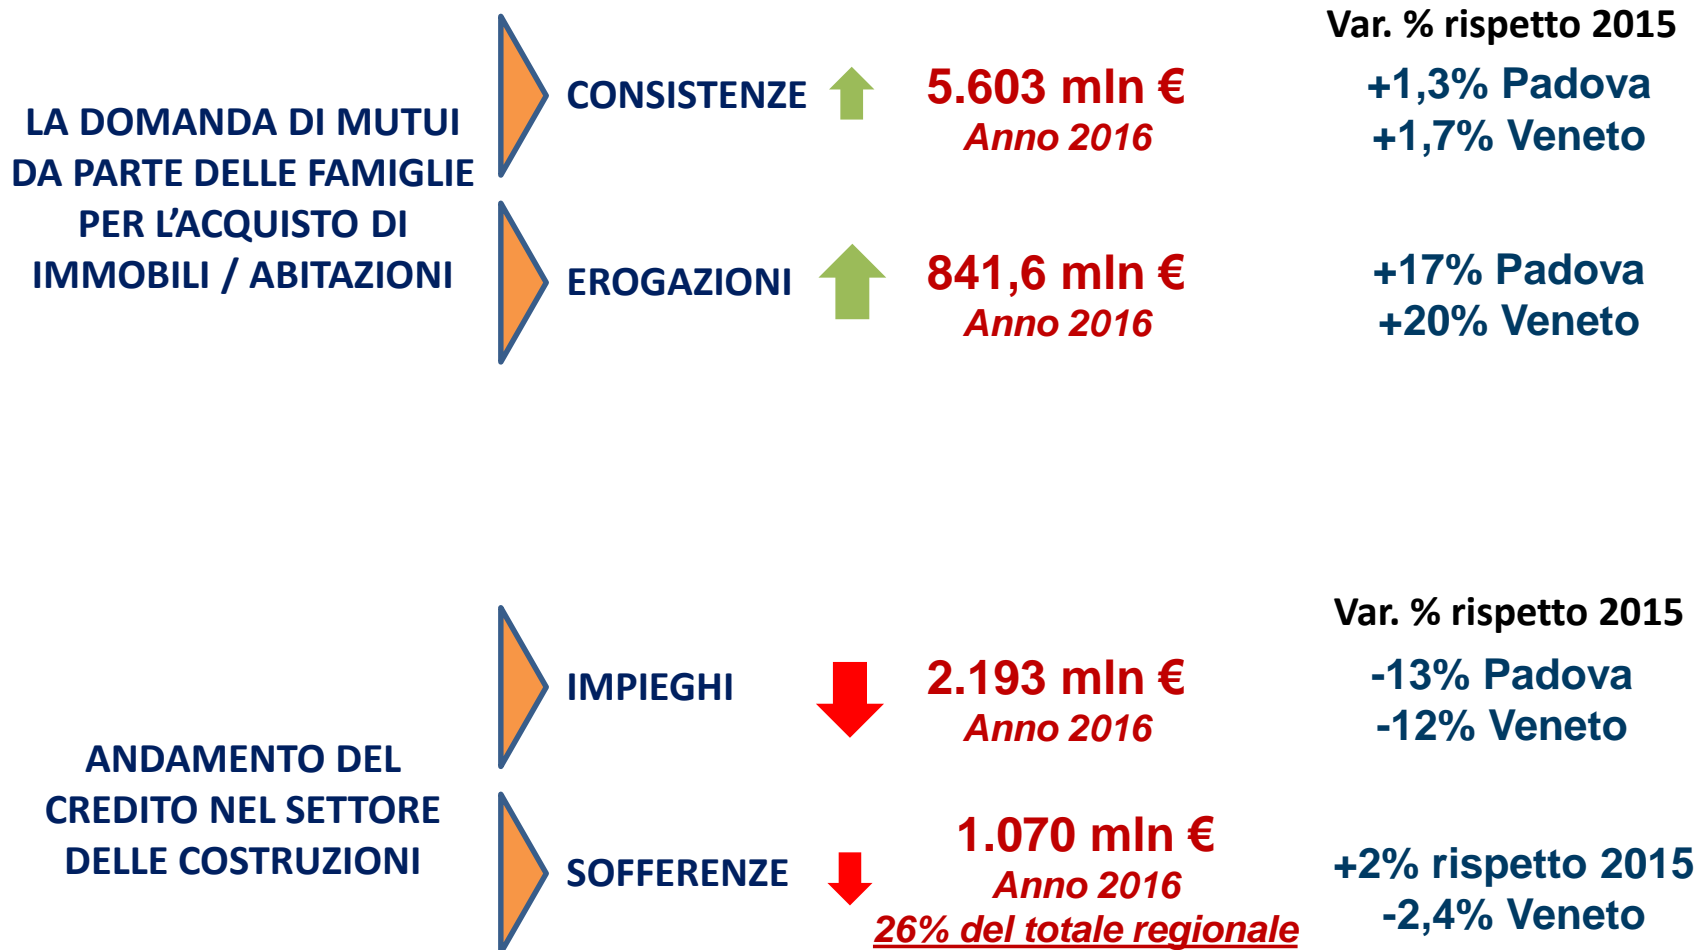 LA DOMANDA DI MUTUI
DA PARTE DELLE FAMIGLIE
PER L'ACQUISTO DI
IMMOBILI / ABITAZIONI
Var. % rispetto 2015
CONSISTENZE
5.603 mln €
Anno 2016
+1,3% Padova
+1,7% Veneto
EROGAZIONI
841,6 mln €
Anno 2016
+17% Padova
+20% Veneto
ANDAMENTO DEL
CREDITO NEL SETTORE
DELLE COSTRUZIONI
Var. % rispetto 2015
IMPIEGHI
2.193 mln €
Anno 2016
-13% Padova
-12% Veneto
SOFFERENZE
1.070 mln €
Anno 2016
26% del totale regionale
+2% rispetto 2015
-2,4% Veneto